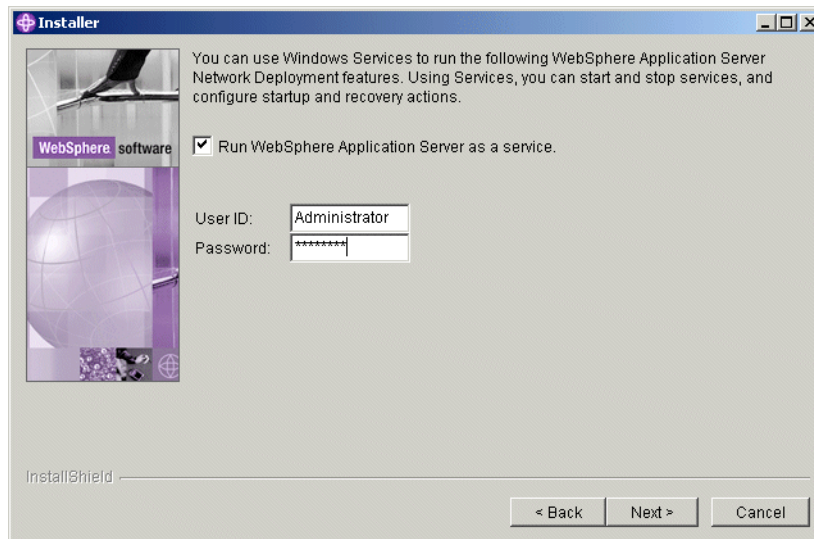 Installer
You can use Windows Services to run the following WebSphere Application Server
Network Deployment features. Using Services, you can start and stop services, and
configure startup and recovery actions.
WebSphere software
Run WebSphere Application Server as a service.
User ID: Administrator
Password: ********
InstallShield
< Back Next > Cancel